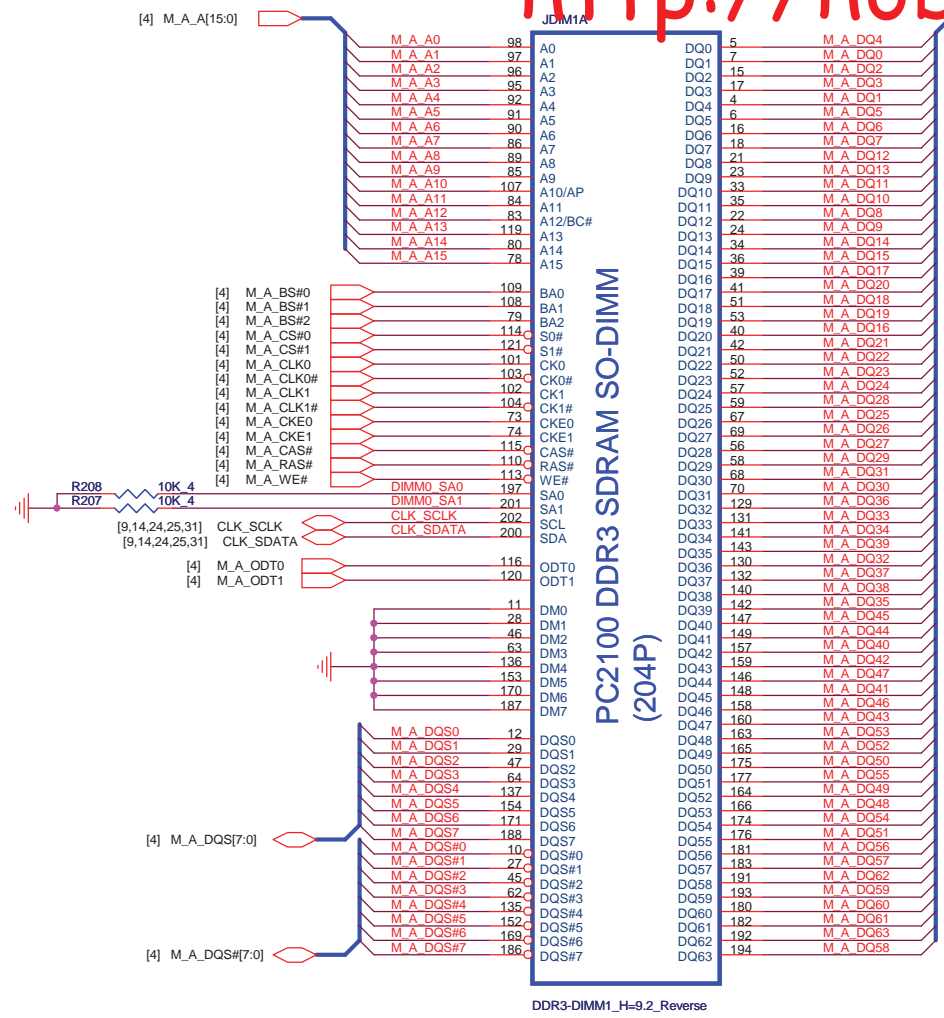 JDIM1A
[4] M_A_A[15:0]
M_A_A0 98 A0
M_A_A1 97 A1
M_A_A2 96 A2
M_A_A3 95 A3
M_A_A4 92 A4
M_A_A5 91 A5
M_A_A6 90 A6
M_A_A7 86 A7
M_A_A8 89 A8
M_A_A9 85 A9
M_A_A10 107 A10/AP
M_A_A11 84 A11
M_A_A12 83 A12/BC#
M_A_A13 119 A13
M_A_A14 80 A14
M_A_A15 78 A15
[4] M_A_BS#0 109 BA0
[4] M_A_BS#1 108 BA1
[4] M_A_BS#2 79 BA2
[4] M_A_CS#0 114 S0#
[4] M_A_CS#1 121 S1#
[4] M_A_CLK0 101 CK0
[4] M_A_CLK0# 103 CK0#
[4] M_A_CLK1 102 CK1
[4] M_A_CLK1# 104 CK1#
[4] M_A_CKE0 73 CKE0
[4] M_A_CKE1 74 CKE1
[4] M_A_CAS# 115 CAS#
[4] M_A_RAS# 110 RAS#
[4] M_A_WE# 113 WE#
R208 10K_4 DIMM0_SA0 197 SA0
R207 10K_4 DIMM0_SA1 201 SA1
[9,14,24,25,31] CLK_SCLK CLK_SCLK 202 SCL
[9,14,24,25,31] CLK_SDATA CLK_SDATA 200 SDA
[4] M_A_ODT0 116 ODT0
[4] M_A_ODT1 120 ODT1
11 DM0
28 DM1
46 DM2
63 DM3
136 DM4
153 DM5
170 DM6
187 DM7
M_A_DQS0 12 DQS0
M_A_DQS1 29 DQS1
M_A_DQS2 47 DQS2
M_A_DQS3 64 DQS3
M_A_DQS4 137 DQS4
M_A_DQS5 154 DQS5
M_A_DQS6 171 DQS6
M_A_DQS7 188 DQS7
[4] M_A_DQS[7:0]
M_A_DQS#0 10 DQS#0
M_A_DQS#1 27 DQS#1
M_A_DQS#2 45 DQS#2
M_A_DQS#3 62 DQS#3
M_A_DQS#4 135 DQS#4
M_A_DQS#5 152 DQS#5
M_A_DQS#6 169 DQS#6
M_A_DQS#7 186 DQS#7
[4] M_A_DQS#[7:0]
PC2100 DDR3 SDRAM SO-DIMM
(204P)
DQ0 5 M_A_DQ4
DQ1 7 M_A_DQ0
DQ2 15 M_A_DQ2
DQ3 17 M_A_DQ3
DQ4 4 M_A_DQ1
DQ5 6 M_A_DQ5
DQ6 16 M_A_DQ6
DQ7 18 M_A_DQ7
DQ8 21 M_A_DQ12
DQ9 23 M_A_DQ13
DQ10 33 M_A_DQ11
DQ11 35 M_A_DQ10
DQ12 22 M_A_DQ8
DQ13 24 M_A_DQ9
DQ14 34 M_A_DQ14
DQ15 36 M_A_DQ15
DQ16 39 M_A_DQ17
DQ17 41 M_A_DQ20
DQ18 51 M_A_DQ18
DQ19 53 M_A_DQ19
DQ20 40 M_A_DQ16
DQ21 42 M_A_DQ21
DQ22 50 M_A_DQ22
DQ23 52 M_A_DQ23
DQ24 57 M_A_DQ24
DQ25 59 M_A_DQ28
DQ26 67 M_A_DQ25
DQ27 69 M_A_DQ26
DQ28 56 M_A_DQ27
DQ29 58 M_A_DQ29
DQ30 68 M_A_DQ31
DQ31 70 M_A_DQ30
DQ32 129 M_A_DQ36
DQ33 131 M_A_DQ33
DQ34 141 M_A_DQ34
DQ35 143 M_A_DQ39
DQ36 130 M_A_DQ32
DQ37 132 M_A_DQ37
DQ38 140 M_A_DQ38
DQ39 142 M_A_DQ35
DQ40 147 M_A_DQ45
DQ41 149 M_A_DQ44
DQ42 157 M_A_DQ40
DQ43 159 M_A_DQ42
DQ44 146 M_A_DQ47
DQ45 148 M_A_DQ41
DQ46 158 M_A_DQ46
DQ47 160 M_A_DQ43
DQ48 163 M_A_DQ53
DQ49 165 M_A_DQ52
DQ50 175 M_A_DQ50
DQ51 177 M_A_DQ55
DQ52 164 M_A_DQ49
DQ53 166 M_A_DQ48
DQ54 174 M_A_DQ54
DQ55 176 M_A_DQ51
DQ56 181 M_A_DQ56
DQ57 183 M_A_DQ57
DQ58 191 M_A_DQ62
DQ59 193 M_A_DQ59
DQ60 180 M_A_DQ60
DQ61 182 M_A_DQ61
DQ62 192 M_A_DQ63
DQ63 194 M_A_DQ58
DDR3-DIMM1_H=9.2_Reverse